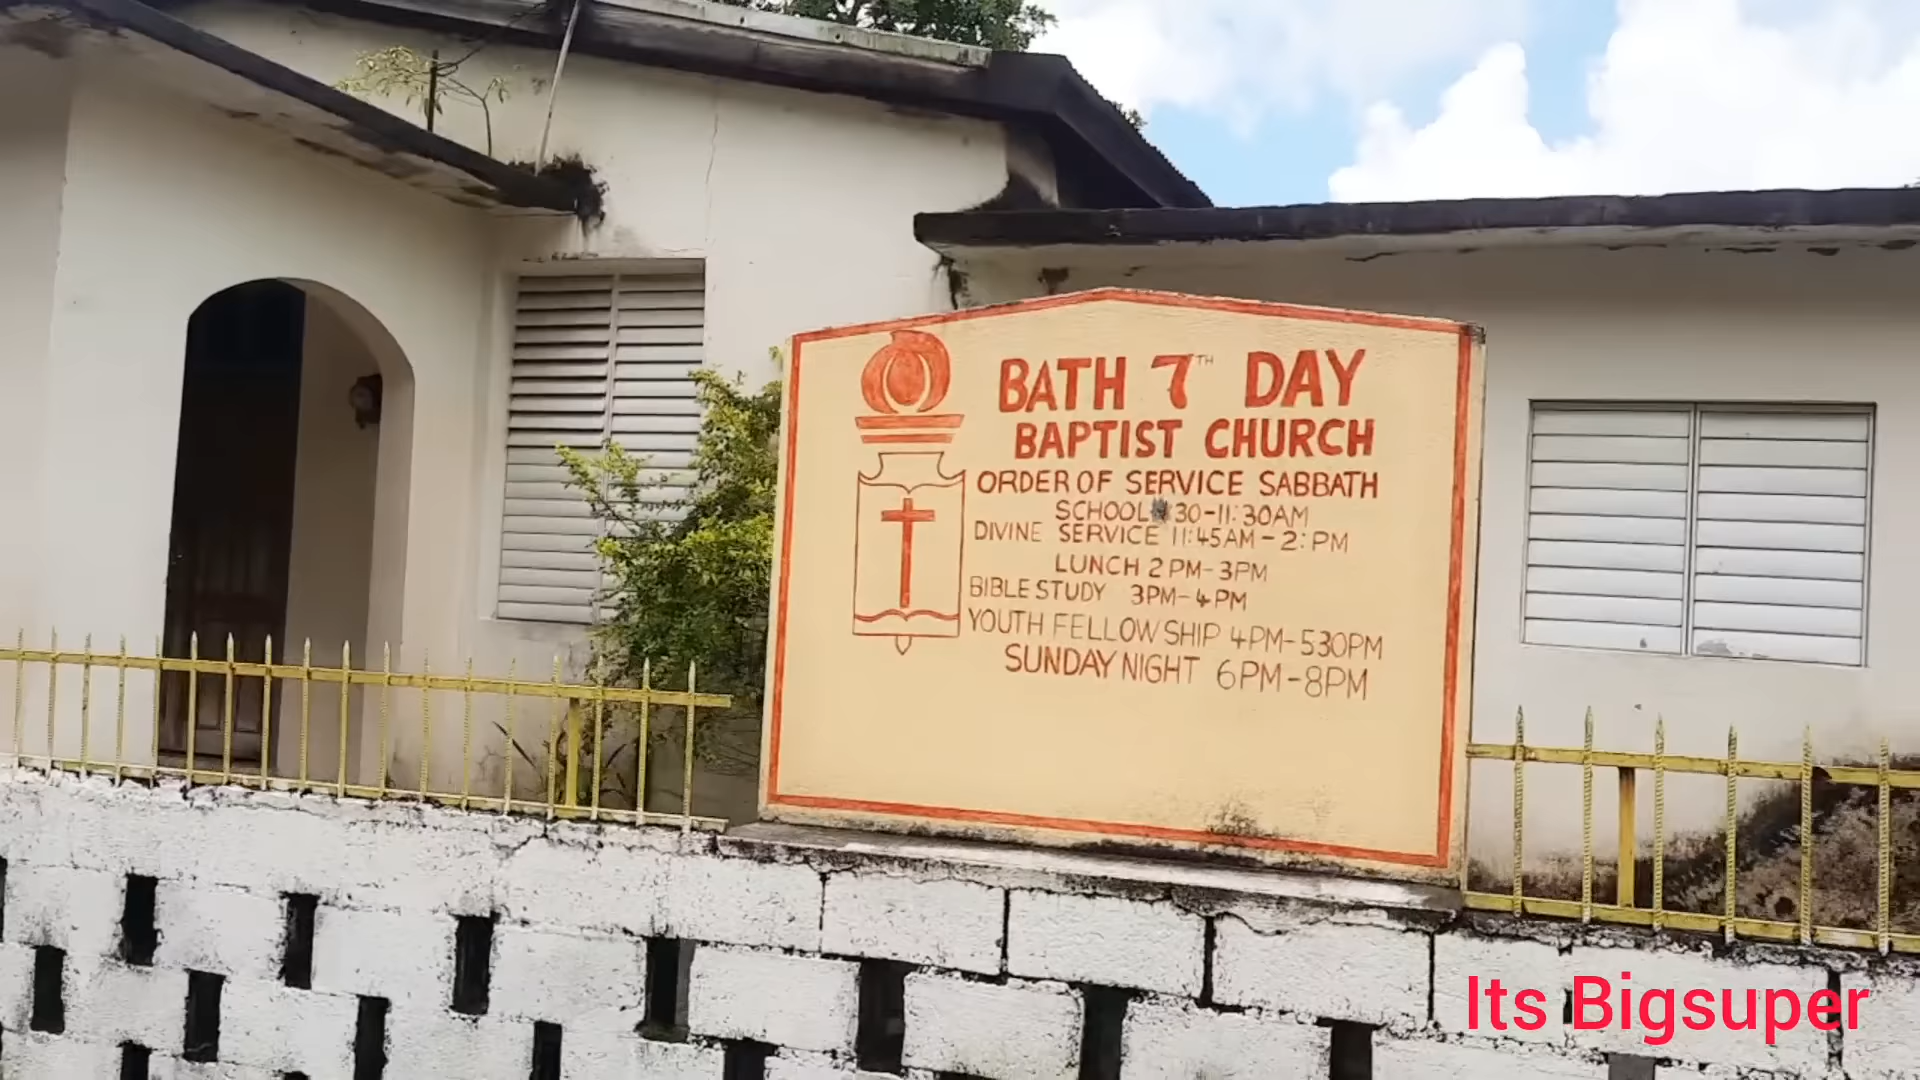 BATH 7TH DAY
BAPTIST CHURCH
ORDER OF SERVICE SABBATH
SCHOOL :30-11:30AM
DIVINE SERVICE 11:45AM-2:PM
LUNCH 2PM-3PM
BIBLE STUDY 3PM-4PM
YOUTH FELLOWSHIP 4PM-530PM
SUNDAY NIGHT 6PM-8PM
Its Bigsuper